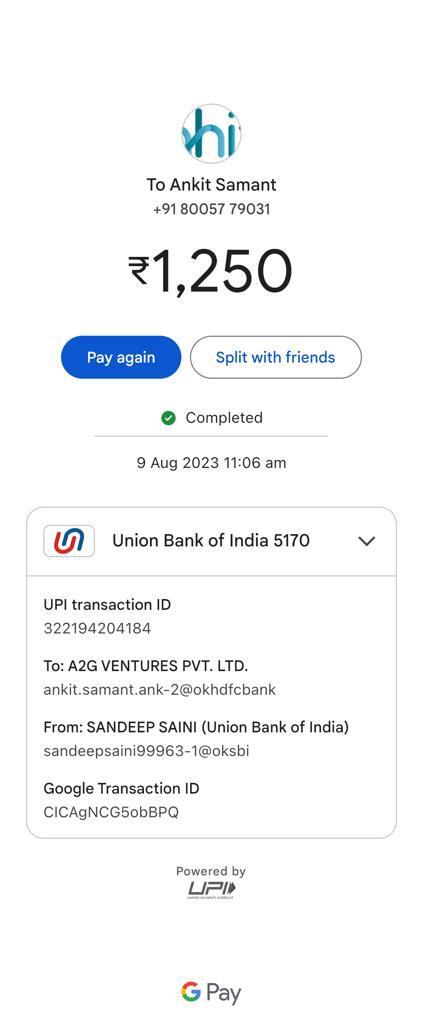 hi
To Ankit Samant
+91 80057 79031
₹1,250
Pay again
Split with friends
Completed
9 Aug 2023 11:06 am
Union Bank of India 5170
UPI transaction ID
322194204184
To: A2G VENTURES PVT. LTD.
ankit.samant.ank-2@okhdfcbank
From: SANDEEP SAINI (Union Bank of India)
sandeepsaini99963-1@oksbi
Google Transaction ID
CICAgNCG5obBPQ
Powered by
UPI
UNIFIED PAYMENTS INTERFACE
G Pay